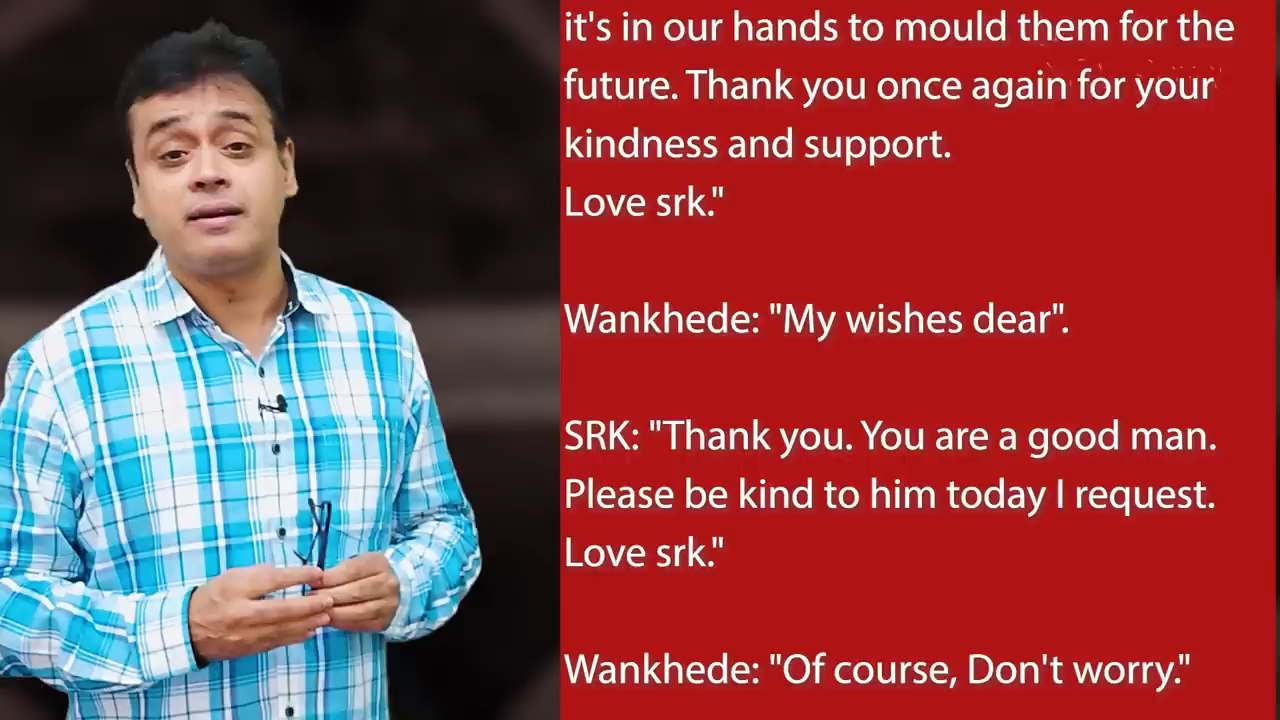 it's in our hands to mould them for the
future. Thank you once again for your
kindness and support.
Love srk."
Wankhede: "My wishes dear".
SRK: "Thank you. You are a good man.
Please be kind to him today I request.
Love srk."
Wankhede: "Of course, Don't worry."